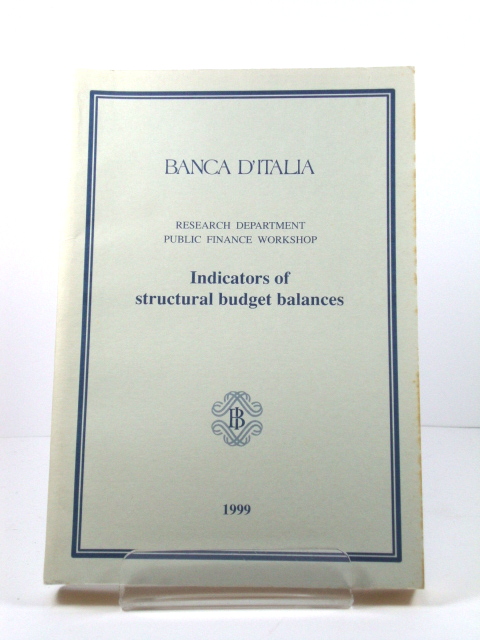 BANCA D'ITALIA
RESEARCH DEPARTMENT
PUBLIC FINANCE WORKSHOP
Indicators of
structural budget balances
B
1999